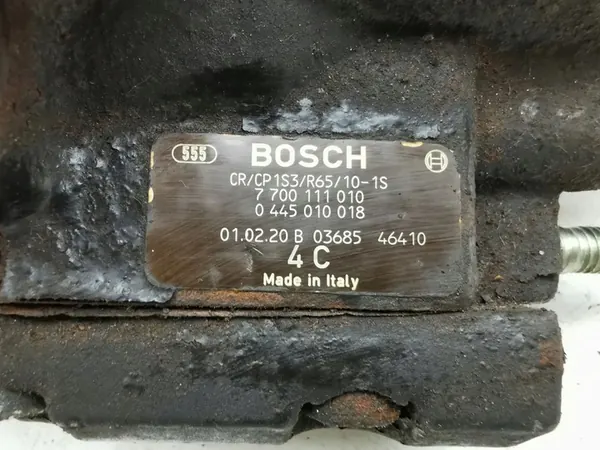 555 BOSCH
CR/CP1S3/R65/10-1S
7 700 111 010
0 445 010 018
01.02.20 B 03685 46410
4 C
Made in Italy